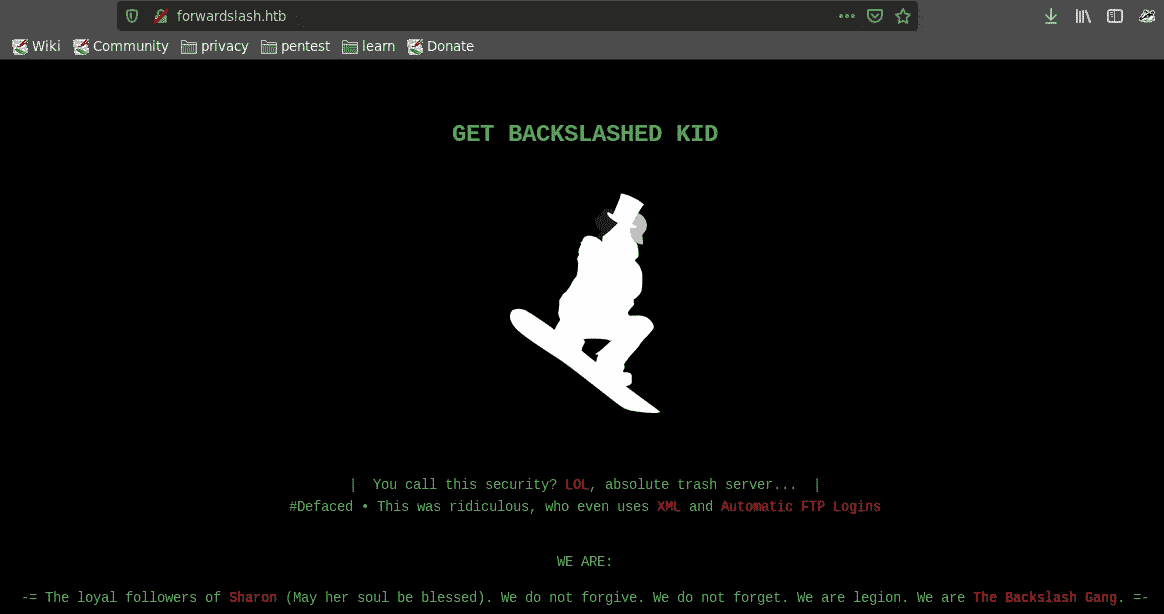 forwardslash.htb
Wiki Community privacy pentest learn Donate
GET BACKSLASHED KID
| You call this security? LOL, absolute trash server... |
#Defaced • This was ridiculous, who even uses XML and Automatic FTP Logins
WE ARE:
-= The loyal followers of Sharon (May her soul be blessed). We do not forgive. We do not forget. We are legion. We are The Backslash Gang. =-